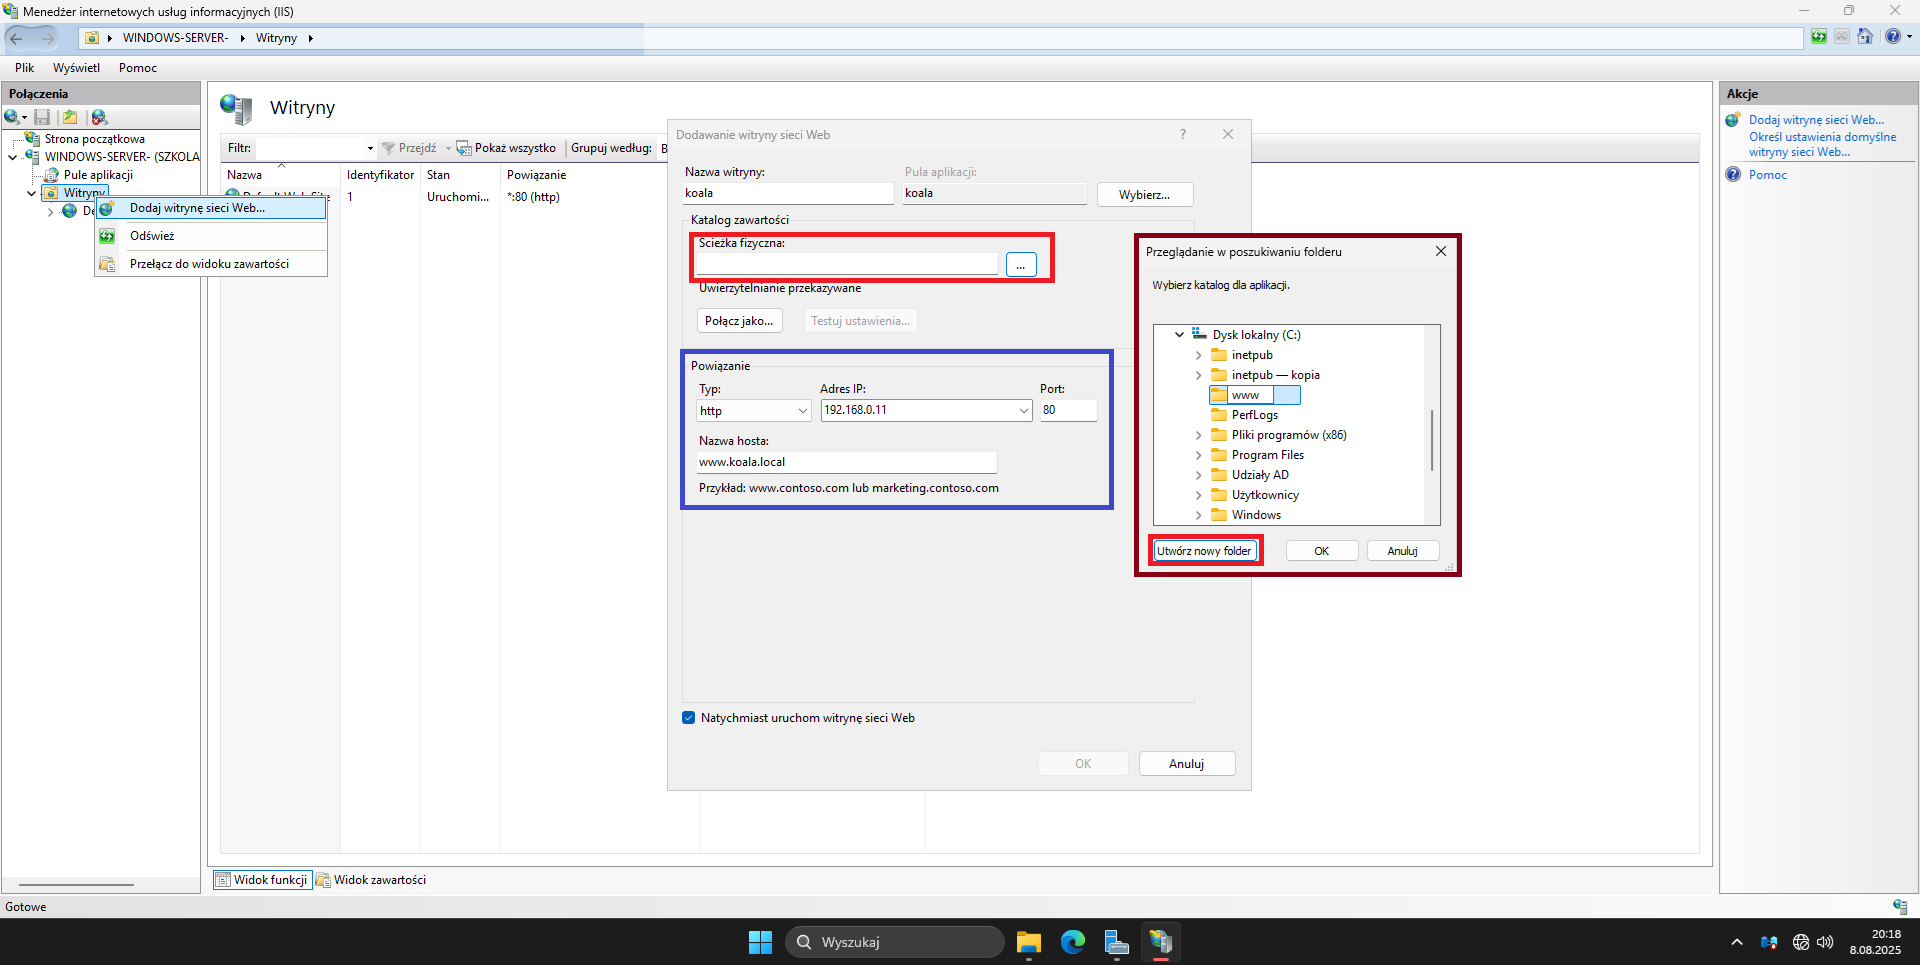 Menedżer internetowych usług informacyjnych (IIS)
WINDOWS-SERVER- Witryny
Plik Wyświetl Pomoc
Połączenia
Strona początkowa
WINDOWS-SERVER- (SZKOLA
Pule aplikacji
Witryny
De
Dodaj witrynę sieci Web...
Odśwież
Przełącz do widoku zawartości
Witryny
Filtr: Przejdź Pokaż wszystko Grupuj według: B
Nazwa Identyfikator Stan Powiązanie
Default Web Site 1 Uruchomi... *:80 (http)
Dodawanie witryny sieci Web ?
Nazwa witryny: Pula aplikacji:
koala koala Wybierz...
Katalog zawartości
Ścieżka fizyczna:
...
Uwierzytelnianie przekazywane
Połącz jako... Testuj ustawienia...
Powiązanie
Typ: Adres IP: Port:
http 192.168.0.11 80
Nazwa hosta:
www.koala.local
Przykład: www.contoso.com lub marketing.contoso.com
Natychmiast uruchom witrynę sieci Web
OK Anuluj
Przeglądanie w poszukiwaniu folderu
Wybierz katalog dla aplikacji.
Dysk lokalny (C:)
inetpub
inetpub — kopia
www
PerfLogs
Pliki programów (x86)
Program Files
Udziały AD
Użytkownicy
Windows
Utwórz nowy folder OK Anuluj
Akcje
Dodaj witrynę sieci Web...
Określ ustawienia domyślne
witryny sieci Web...
Pomoc
Widok funkcji Widok zawartości
Gotowe
Wyszukaj
20:18
8.08.2025